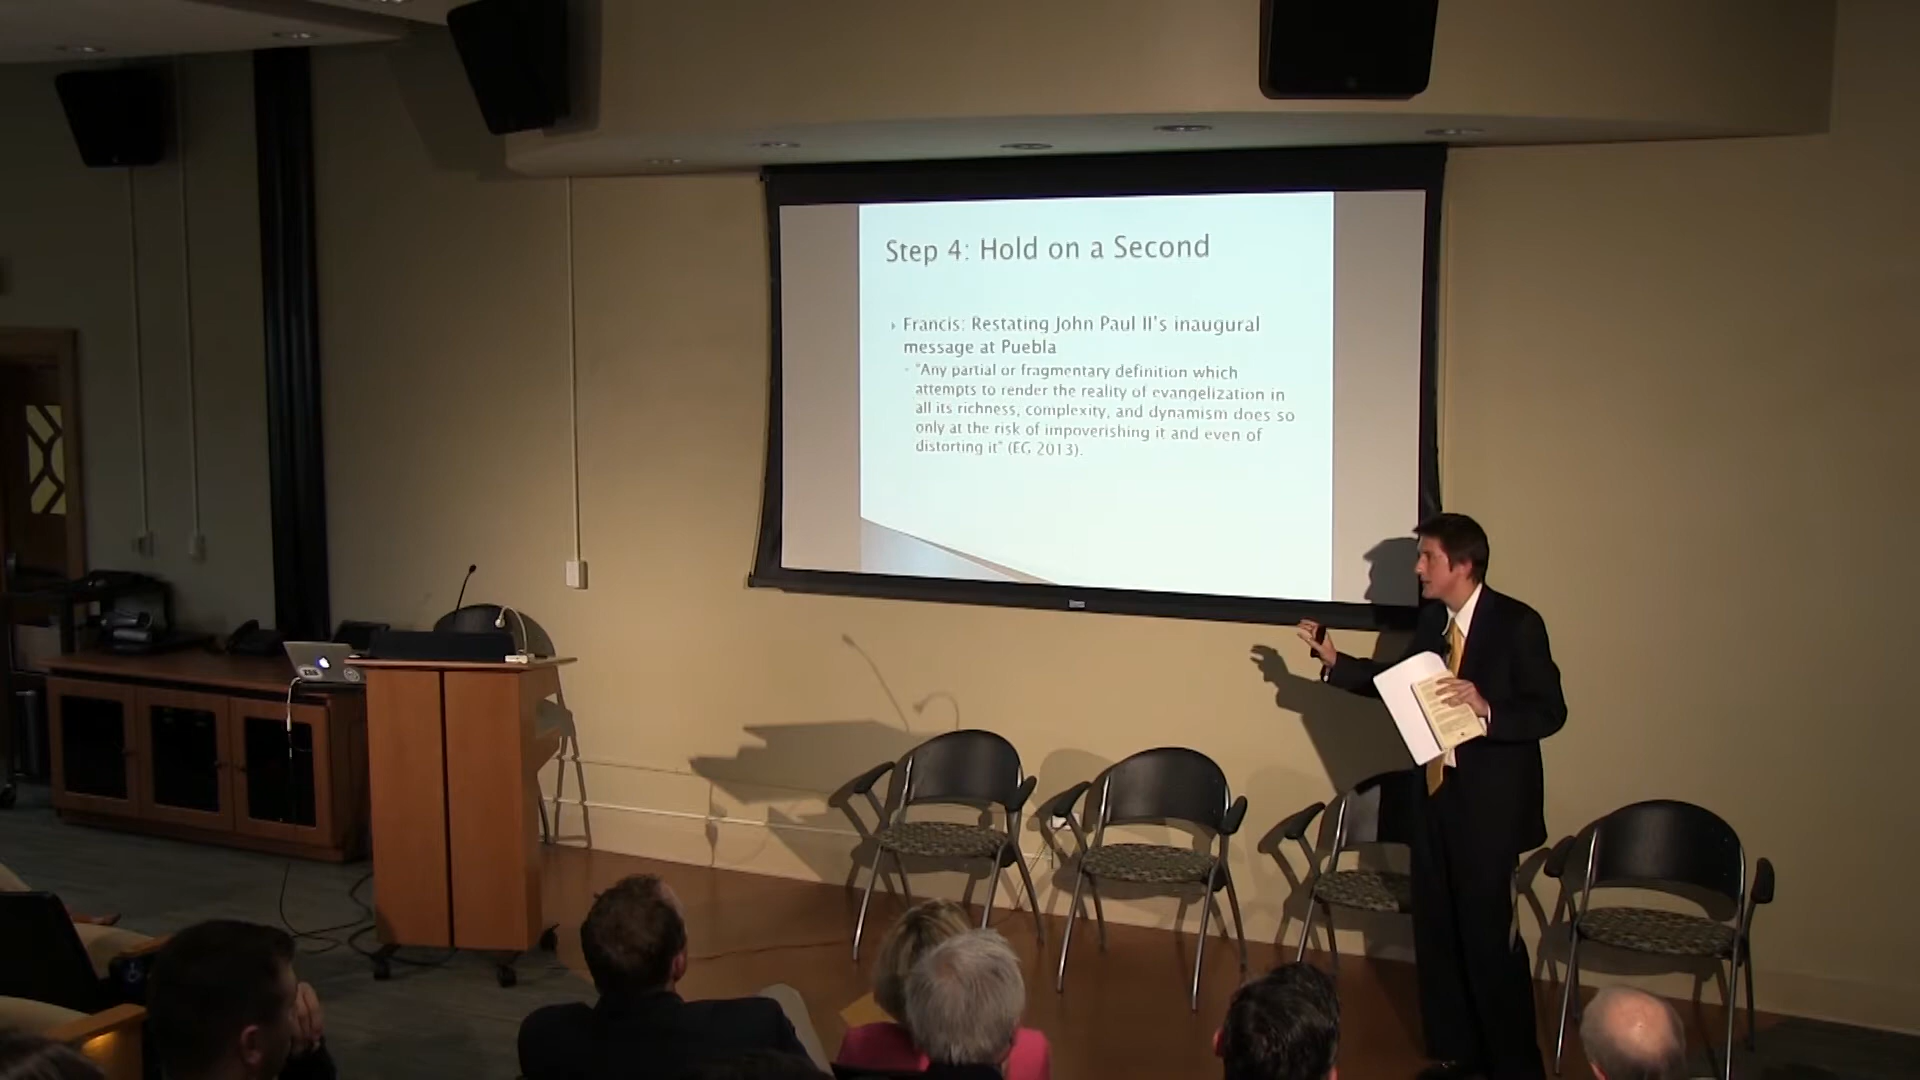 Step 4: Hold on a Second
Francis: Restating John Paul II's inaugural
message at Puebla
"Any partial or fragmentary definition which
attempts to render the reality of evangelization in
all its richness, complexity, and dynamism does so
only at the risk of impoverishing it and even of
distorting it" (EG 2013).